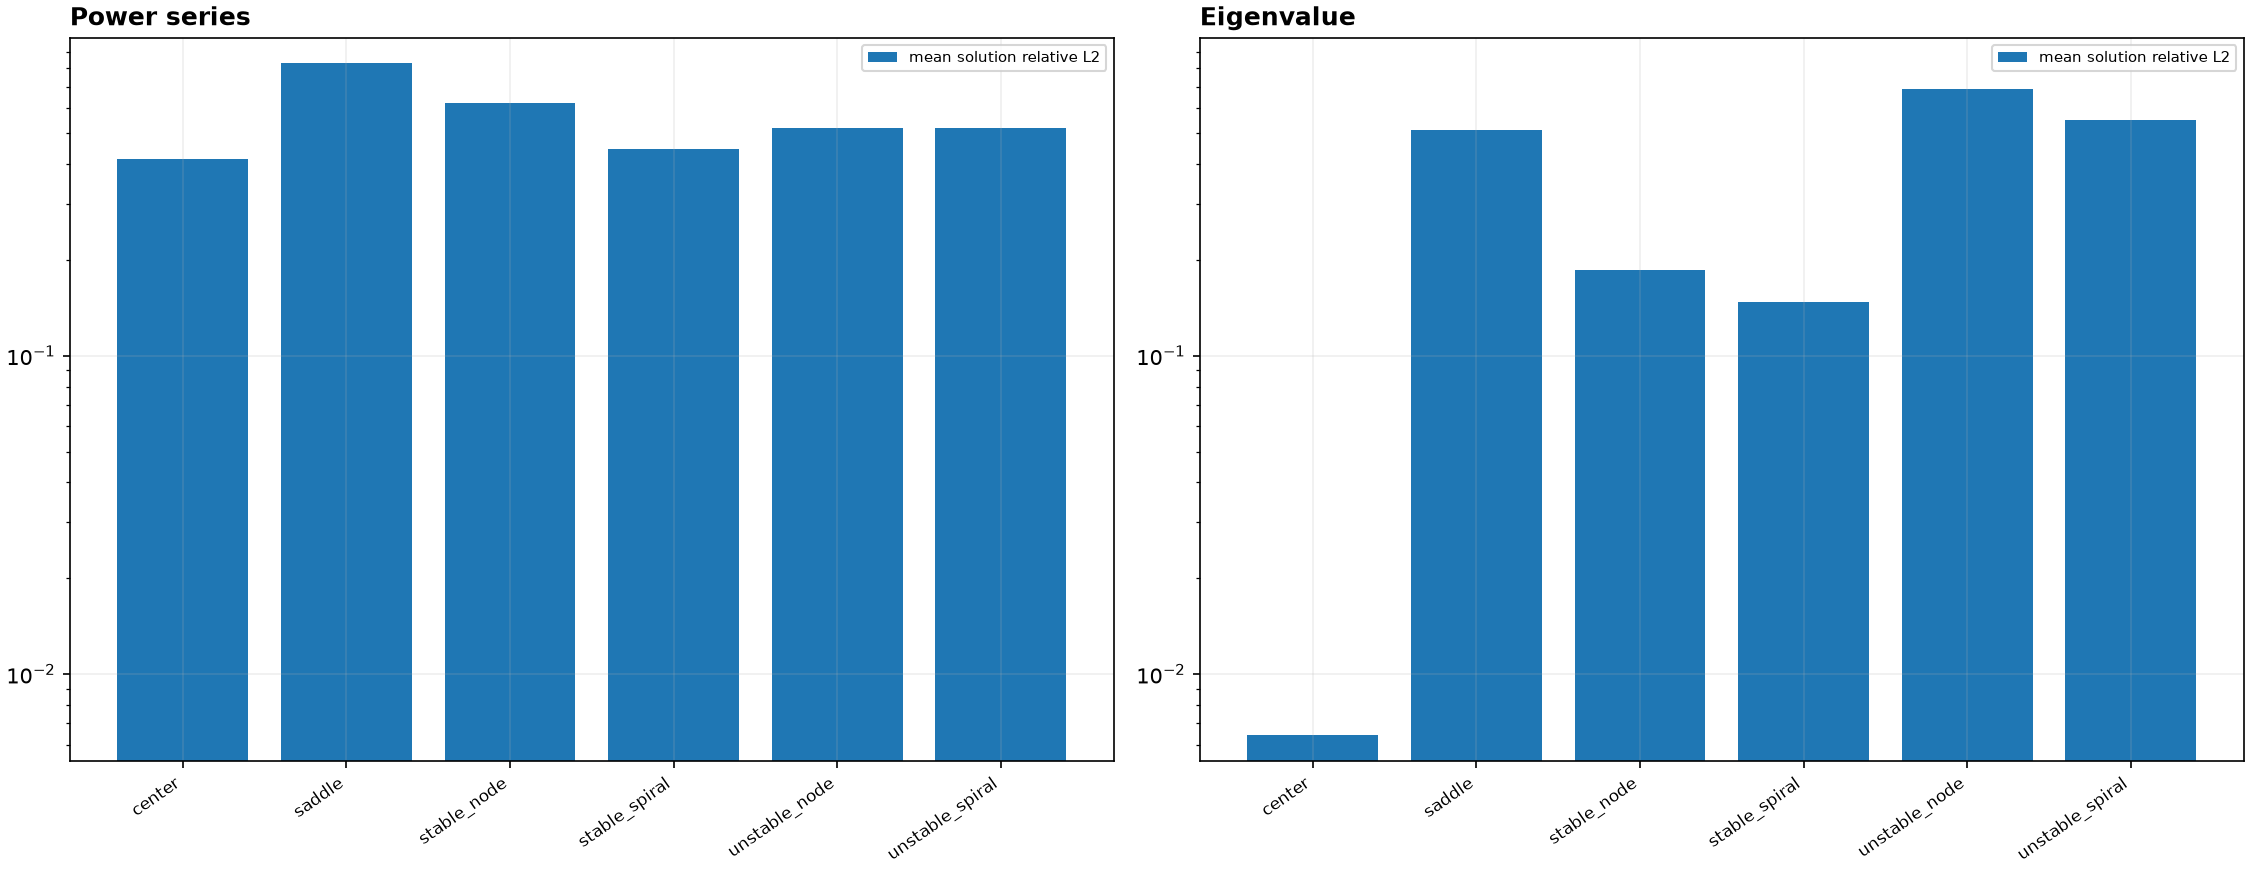 Power series
mean solution relative L2
10⁻¹
10⁻²
center
saddle
stable_node
stable_spiral
unstable_node
unstable_spiral
Eigenvalue
mean solution relative L2
10⁻¹
10⁻²
center
saddle
stable_node
stable_spiral
unstable_node
unstable_spiral